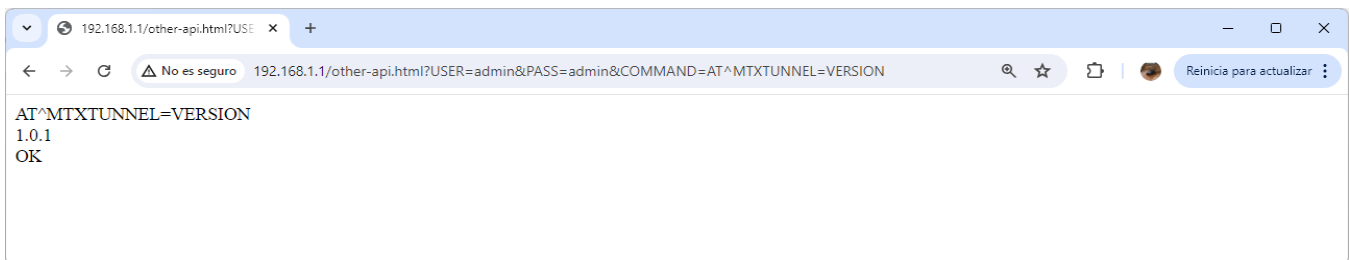 192.168.1.1/other-api.html?USE
No es seguro 192.168.1.1/other-api.html?USER=admin&PASS=admin&COMMAND=AT^MTXTUNNEL=VERSION Reinicia para actualizar
AT^MTXTUNNEL=VERSION
1.0.1
OK